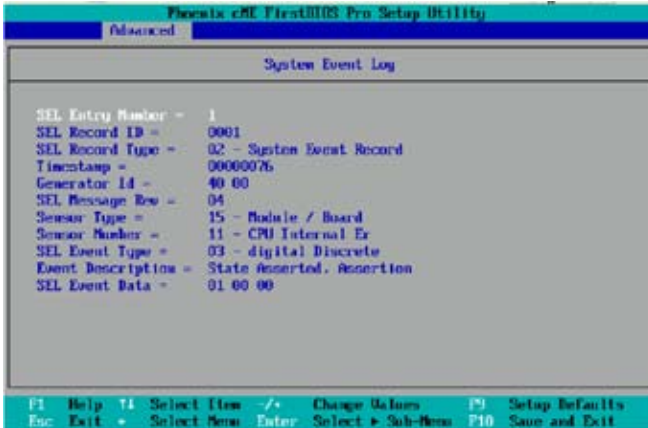 Phoenix cME FirstBIOS Pro Setup Utility
Advanced
System Event Log
SEL Entry Number = 1
SEL Record ID = 0001
SEL Record Type = 02 - System Event Record
Timestamp = 00000076
Generator Id = 40 00
SEL Message Rev = 04
Sensor Type = 15 - Module / Board
Sensor Number = 11 - CPU Internal Er
SEL Event Type = 03 - digital Discrete
Event Description = State Asserted, Assertion
SEL Event Data = 01 00 00
F1 Help ↑↓ Select Item -/+ Change Values F9 Setup Defaults
Esc Exit ← Select Menu Enter Select ▶ Sub-Menu F10 Save and Exit